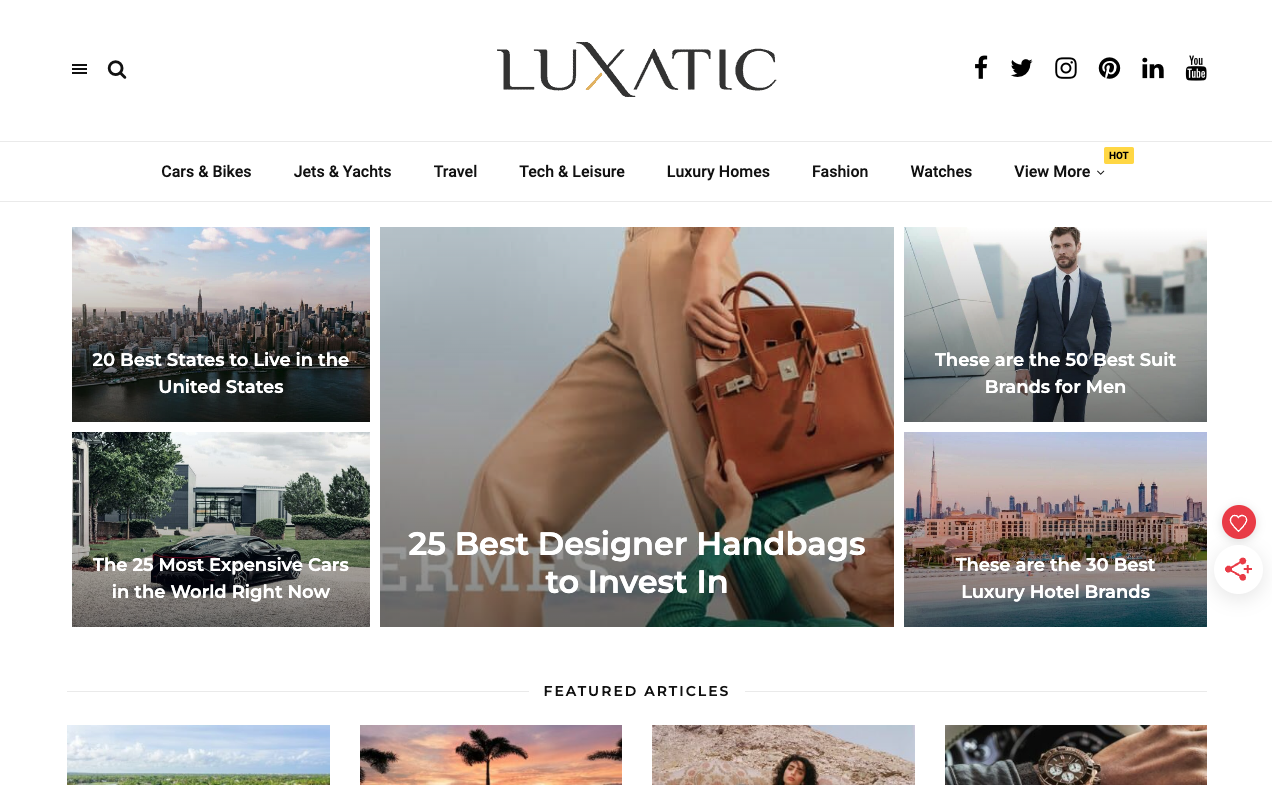 LUXATIC
You
Tube
HOT
Cars & Bikes
Jets & Yachts
Travel
Tech & Leisure
Luxury Homes
Fashion
Watches
View More
20 Best States to Live in the
United States
The 25 Most Expensive Cars
in the World Right Now
ERMES
25 Best Designer Handbags
to Invest In
These are the 50 Best Suit
Brands for Men
These are the 30 Best
Luxury Hotel Brands
FEATURED ARTICLES